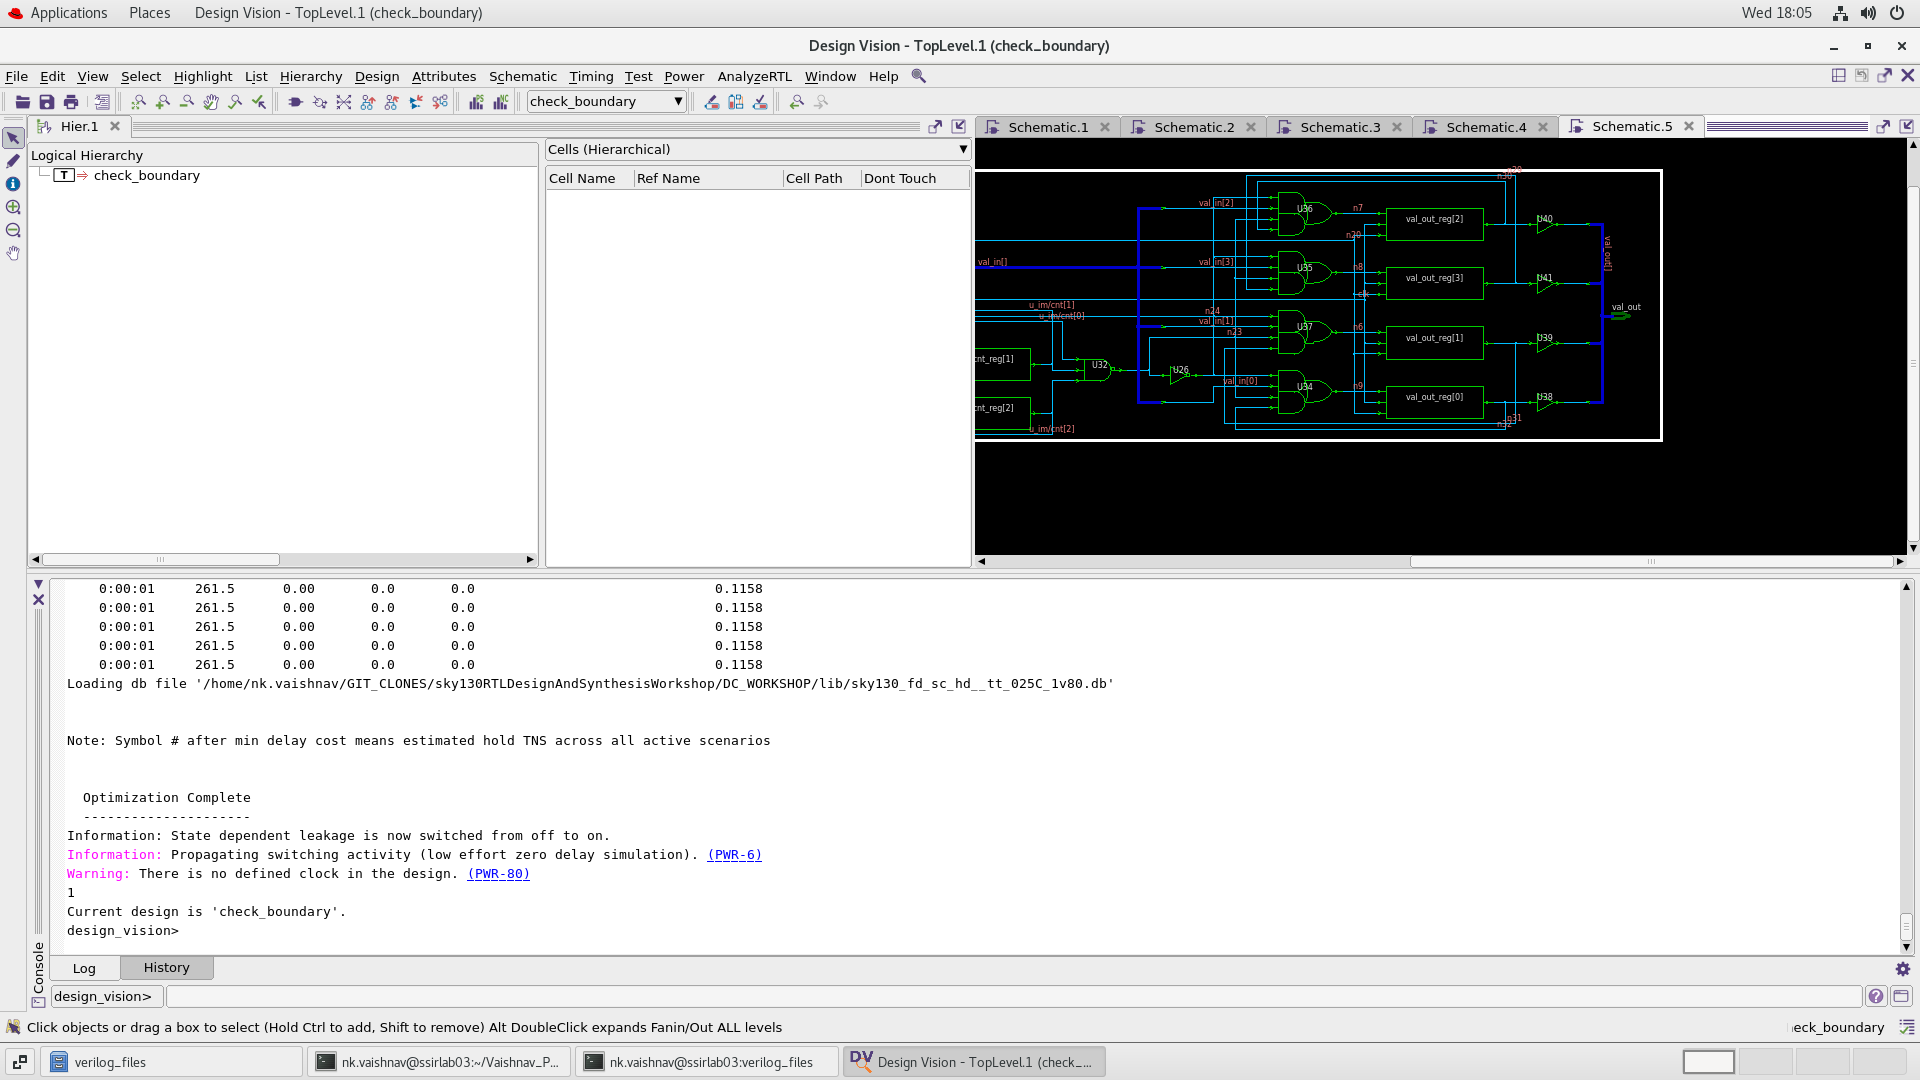 Applications Places Design Vision - TopLevel.1 (check_boundary) Wed 18:05
Design Vision - TopLevel.1 (check_boundary)
File Edit View Select Highlight List Hierarchy Design Attributes Schematic Timing Test Power AnalyzeRTL Window Help
check_boundary
Hier.1 Schematic.1 Schematic.2 Schematic.3 Schematic.4 Schematic.5
Logical Hierarchy
check_boundary
Cells (Hierarchical)
Cell Name Ref Name Cell Path Dont Touch
val_in[2] U36 n7 val_out_reg[2] U40
n20
val_in[] val_in[3] U35 n8 val_out_reg[3] U41
val_out[]
clk
u_im/cnt[1]
u_im/cnt[0] n24
val_in[1] U37 n6 val_out_reg[1] U39 val_out
n23
cnt_reg[1] U32 U26
val_in[0] U34 n9 val_out_reg[0] U38
cnt_reg[2]
u_im/cnt[2] n31
0:00:01 261.5 0.00 0.0 0.0 0.1158
0:00:01 261.5 0.00 0.0 0.0 0.1158
0:00:01 261.5 0.00 0.0 0.0 0.1158
0:00:01 261.5 0.00 0.0 0.0 0.1158
0:00:01 261.5 0.00 0.0 0.0 0.1158
Loading db file '/home/nk.vaishnav/GIT_CLONES/sky130RTLDesignAndSynthesisWorkshop/DC_WORKSHOP/lib/sky130_fd_sc_hd__tt_025C_1v80.db'
Note: Symbol # after min delay cost means estimated hold TNS across all active scenarios
Optimization Complete
---------------------
Information: State dependent leakage is now switched from off to on.
Information: Propagating switching activity (low effort zero delay simulation). (PWR-6)
Warning: There is no defined clock in the design. (PWR-80)
1
Current design is 'check_boundary'.
design_vision>
Console
Log History
design_vision>
Click objects or drag a box to select (Hold Ctrl to add, Shift to remove) Alt DoubleClick expands Fanin/Out ALL levels eck_boundary
verilog_files nk.vaishnav@ssirlab03:~/Vaishnav_P... nk.vaishnav@ssirlab03:verilog_files Design Vision - TopLevel.1 (check_...